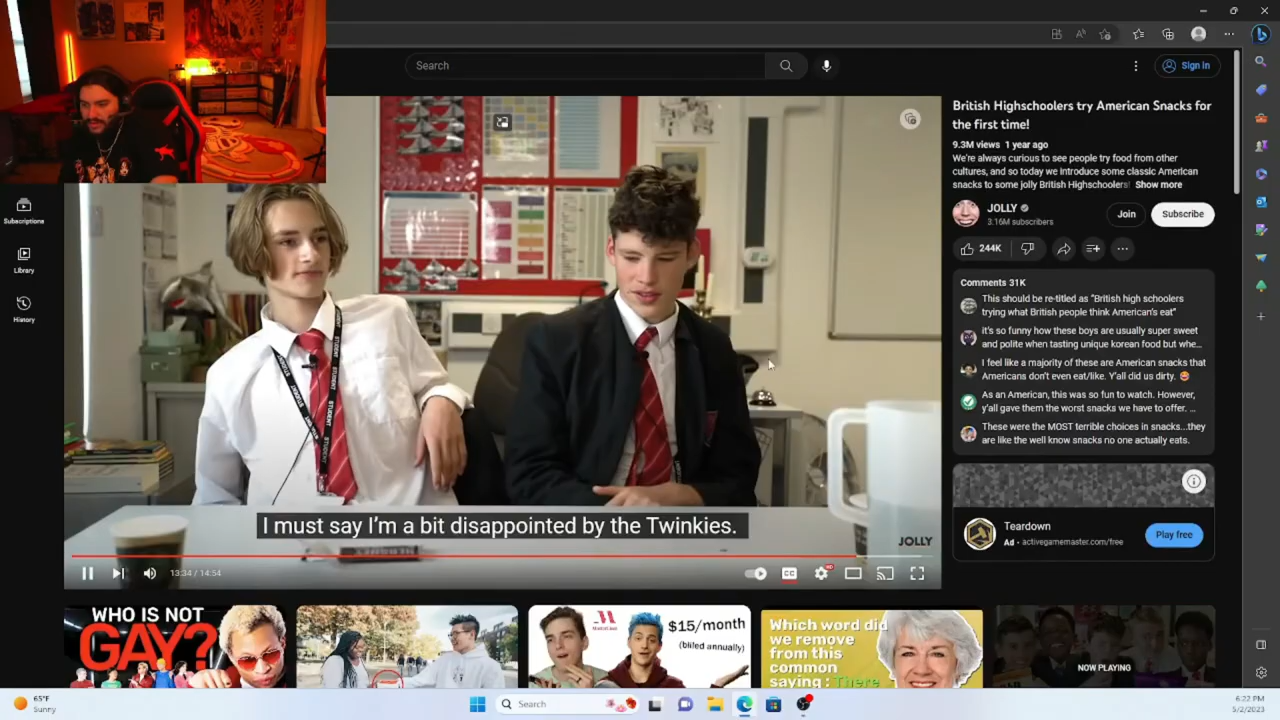 Search
Sign in
British Highschoolers try American Snacks for
the first time!
9.3M views 1 year ago
We're always curious to see people try food from other
cultures, and so today we introduce some classic American
snacks to some jolly British Highschoolers! Show more
JOLLY
3.16M subscribers
Join
Subscribe
244K
Comments 31K
This should be re-titled as "British high schoolers
trying what British people think American's eat"
it's so funny how these boys are usually super sweet
and polite when tasting unique korean food but whe...
I feel like a majority of these are American snacks that
Americans don't even eat/like. Y'all did us dirty.
As an American, this was so fun to watch. However,
y'all gave them the worst snacks we have to offer. ...
These were the MOST terrible choices in snacks...they
are like the well know snacks no one actually eats.
Teardown
Ad • activegamemaster.com/free
Play free
Subscriptions
Library
History
STUDENT
STUDENT
I must say I'm a bit disappointed by the Twinkies.
JOLLY
13:34 / 14:54
CC
WHO IS NOT
GAY?
$15/month
(billed annually)
Which word did
we remove
from this
common
saying: There
NOW PLAYING
65°F
Sunny
Search
6:22 PM
5/2/2023